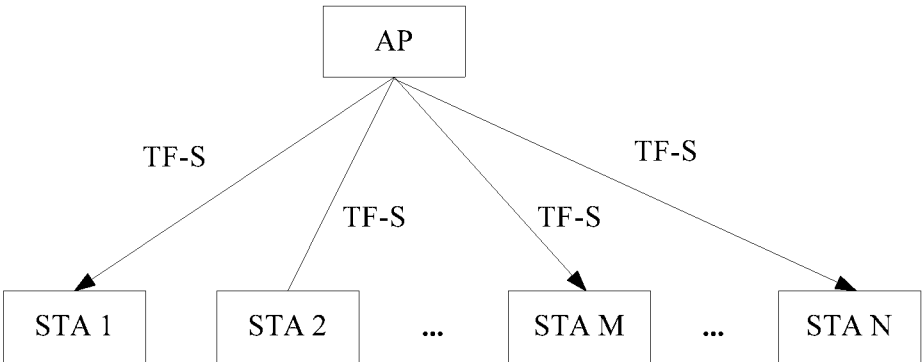 AP
TF-S
TF-S
TF-S
TF-S
STA 1
STA 2
...
STA M
...
STA N